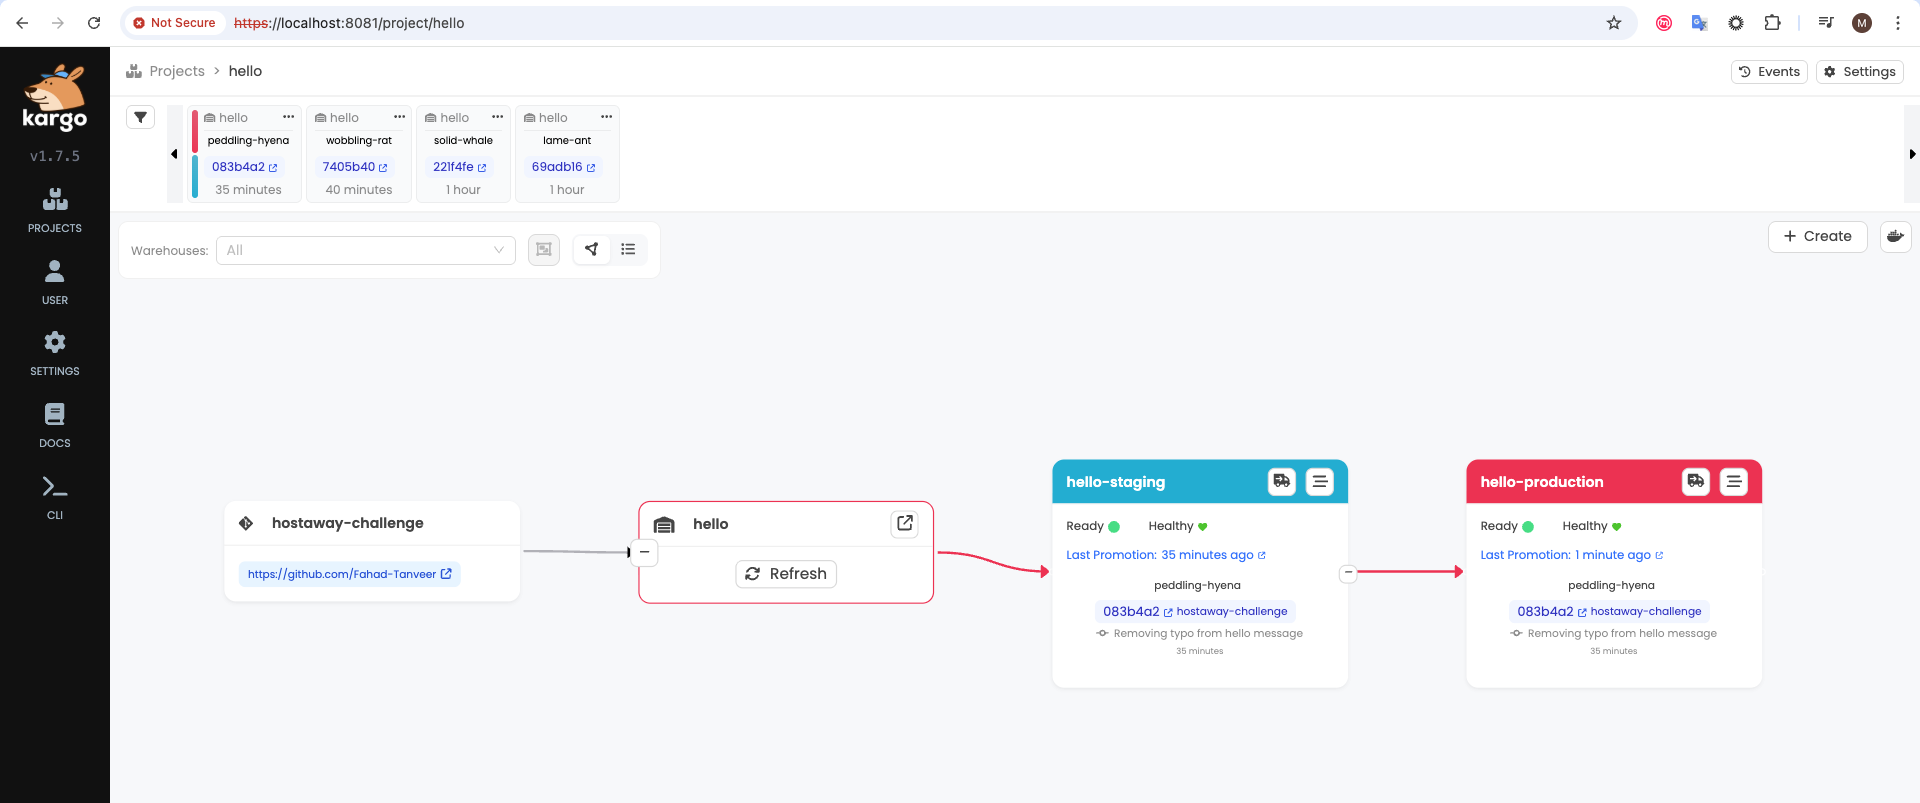 Not Secure
https://localhost:8081/project/hello
M
kargo
v1.7.5
PROJECTS
USER
SETTINGS
DOCS
CLI
Projects > hello
Events
Settings
hello ...
peddling-hyena
083b4a2
35 minutes
hello ...
wobbling-rat
7405b40
40 minutes
hello ...
solid-whale
221f4fe
1 hour
hello ...
lame-ant
69adb16
1 hour
Warehouses: All
+ Create
hostaway-challenge
https://github.com/Fahad-Tanveer
hello
Refresh
hello-staging
Ready Healthy
Last Promotion: 35 minutes ago
peddling-hyena
083b4a2 hostaway-challenge
Removing typo from hello message
35 minutes
hello-production
Ready Healthy
Last Promotion: 1 minute ago
peddling-hyena
083b4a2 hostaway-challenge
Removing typo from hello message
35 minutes